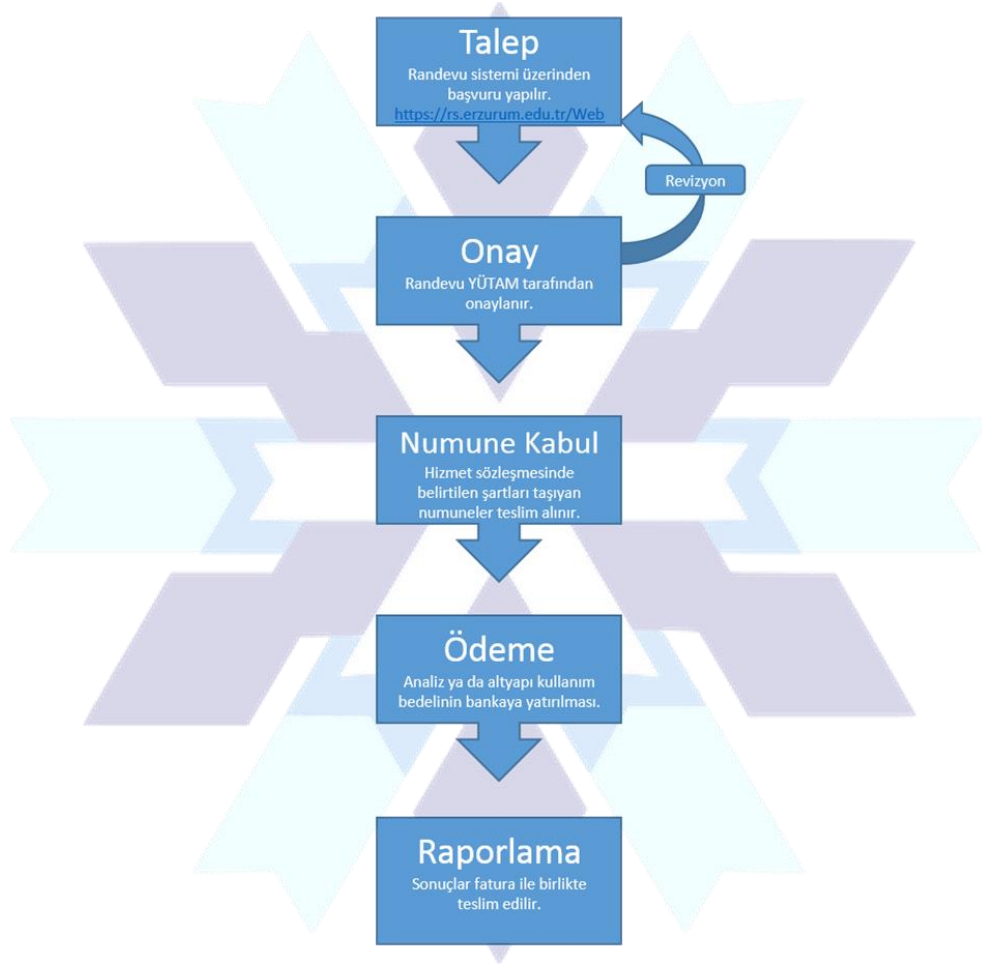 Talep
Randevu sistemi üzerinden
başvuru yapılır.
https://rs.erzurum.edu.tr/Web
Revizyon
Onay
Randevu YÜTAM tarafından
onaylanır.
Numune Kabul
Hizmet sözleşmesinde
belirtilen şartları taşıyan
numuneler teslim alınır.
Ödeme
Analiz ya da altyapı kullanım
bedelinin bankaya yatırılması.
Raporlama
Sonuçlar fatura ile birlikte
teslim edilir.